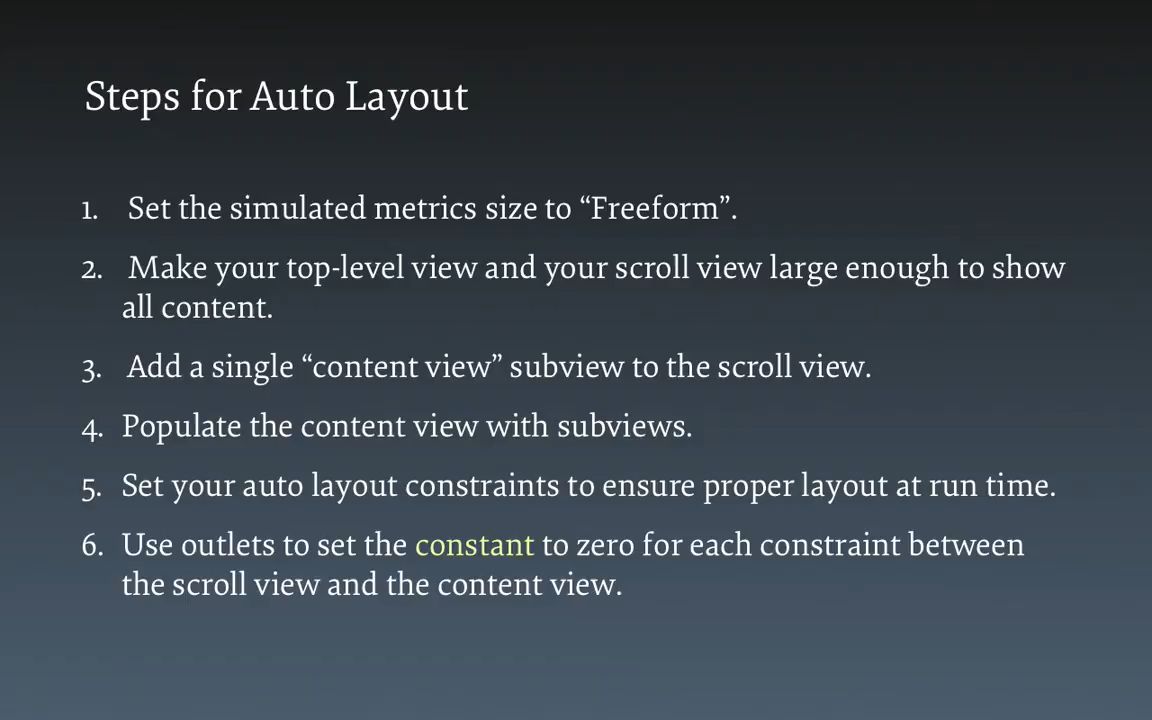 Steps for Auto Layout
1. Set the simulated metrics size to “Freeform”.
2. Make your top-level view and your scroll view large enough to show
all content.
3. Add a single “content view” subview to the scroll view.
4. Populate the content view with subviews.
5. Set your auto layout constraints to ensure proper layout at run time.
6. Use outlets to set the constant to zero for each constraint between
the scroll view and the content view.